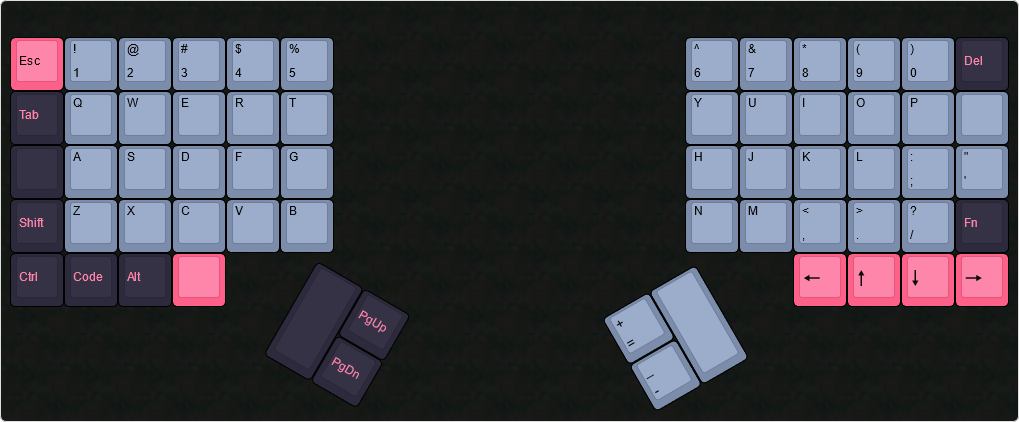 Esc ! @ # $ % ^ & * ( ) Del
1 2 3 4 5 6 7 8 9 0
Tab Q W E R T Y U I O P
A S D F G H J K L : "
; '
Shift Z X C V B N M < > ? Fn
, . /
Ctrl Code Alt ← ↑ ↓ →
PgUp + =
PgDn _ -